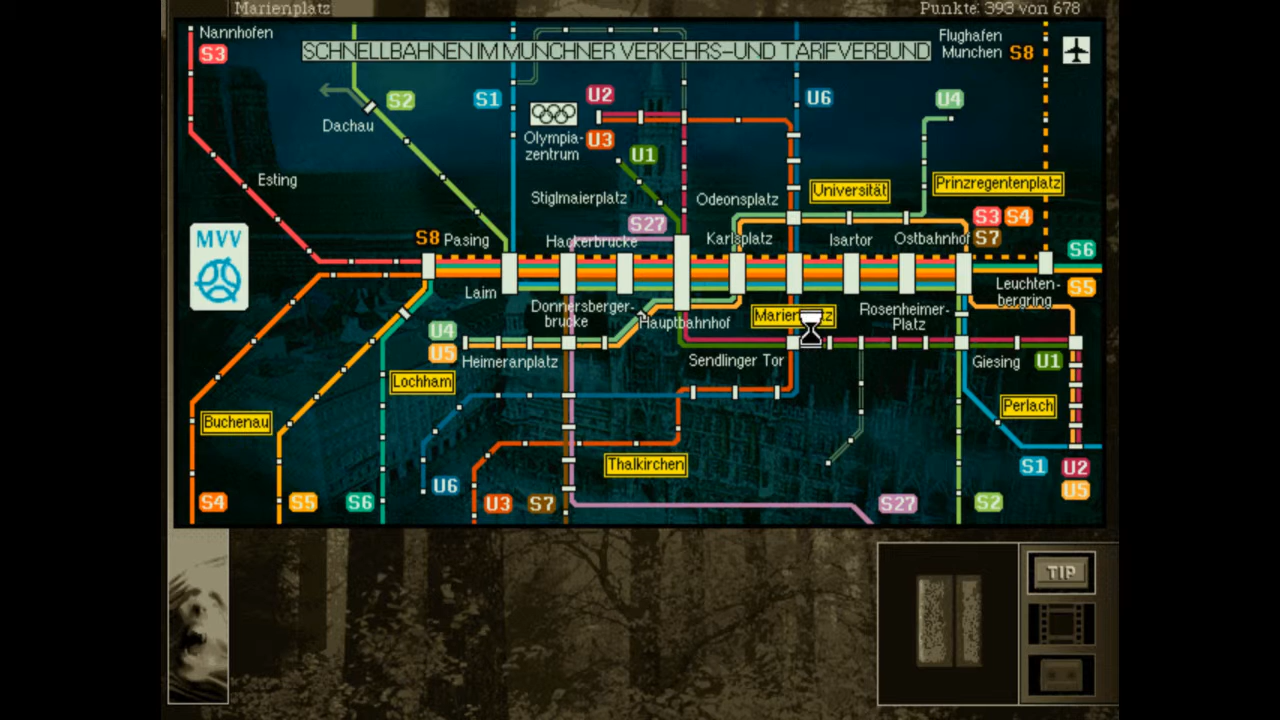 Marienplatz
Punkte: 393 von 678
Nannhofen
S3
SCHNELLBAHNEN IM MUNCHNER VERKEHRS-UND TARIFVERBUND
Flughafen
Munchen S8
S2
S1
U2
U6
U4
Dachau
Olympia-
zentrum
U3
U1
Esting
Stiglmaierplatz
Odeonsplatz
Universität
Prinzregentenplatz
S27
S3 S4
MVV
S8 Pasing
Hackerbrucke
Karlsplatz
Isartor
Ostbahnhof
S7
S6
Laim
Leuchten-
bergring
S5
Donnersberger-
brucke
Hauptbahnhof
Rosenheimer-
Platz
U4
U5
Heimeranplatz
Sendlinger Tor
Giesing
U1
Lochham
Buchenau
Perlach
Thalkirchen
S1
U2
U5
S4
S5
S6
U6
U3
S7
S27
S2
TIP